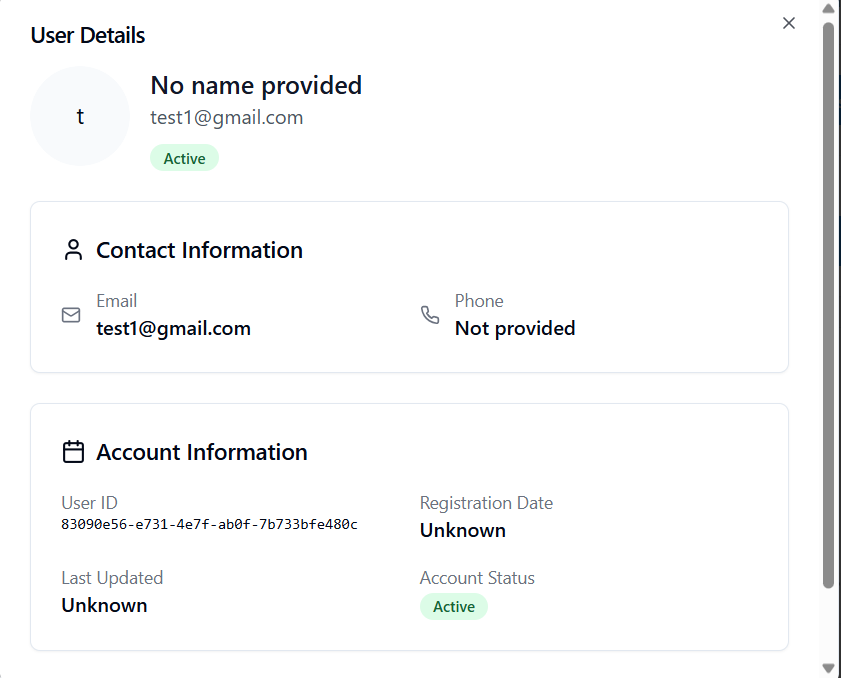 User Details
t
No name provided
test1@gmail.com
Active
Contact Information
Email
test1@gmail.com
Phone
Not provided
Account Information
User ID
83090e56-e731-4e7f-ab0f-7b733bfe480c
Registration Date
Unknown
Last Updated
Unknown
Account Status
Active